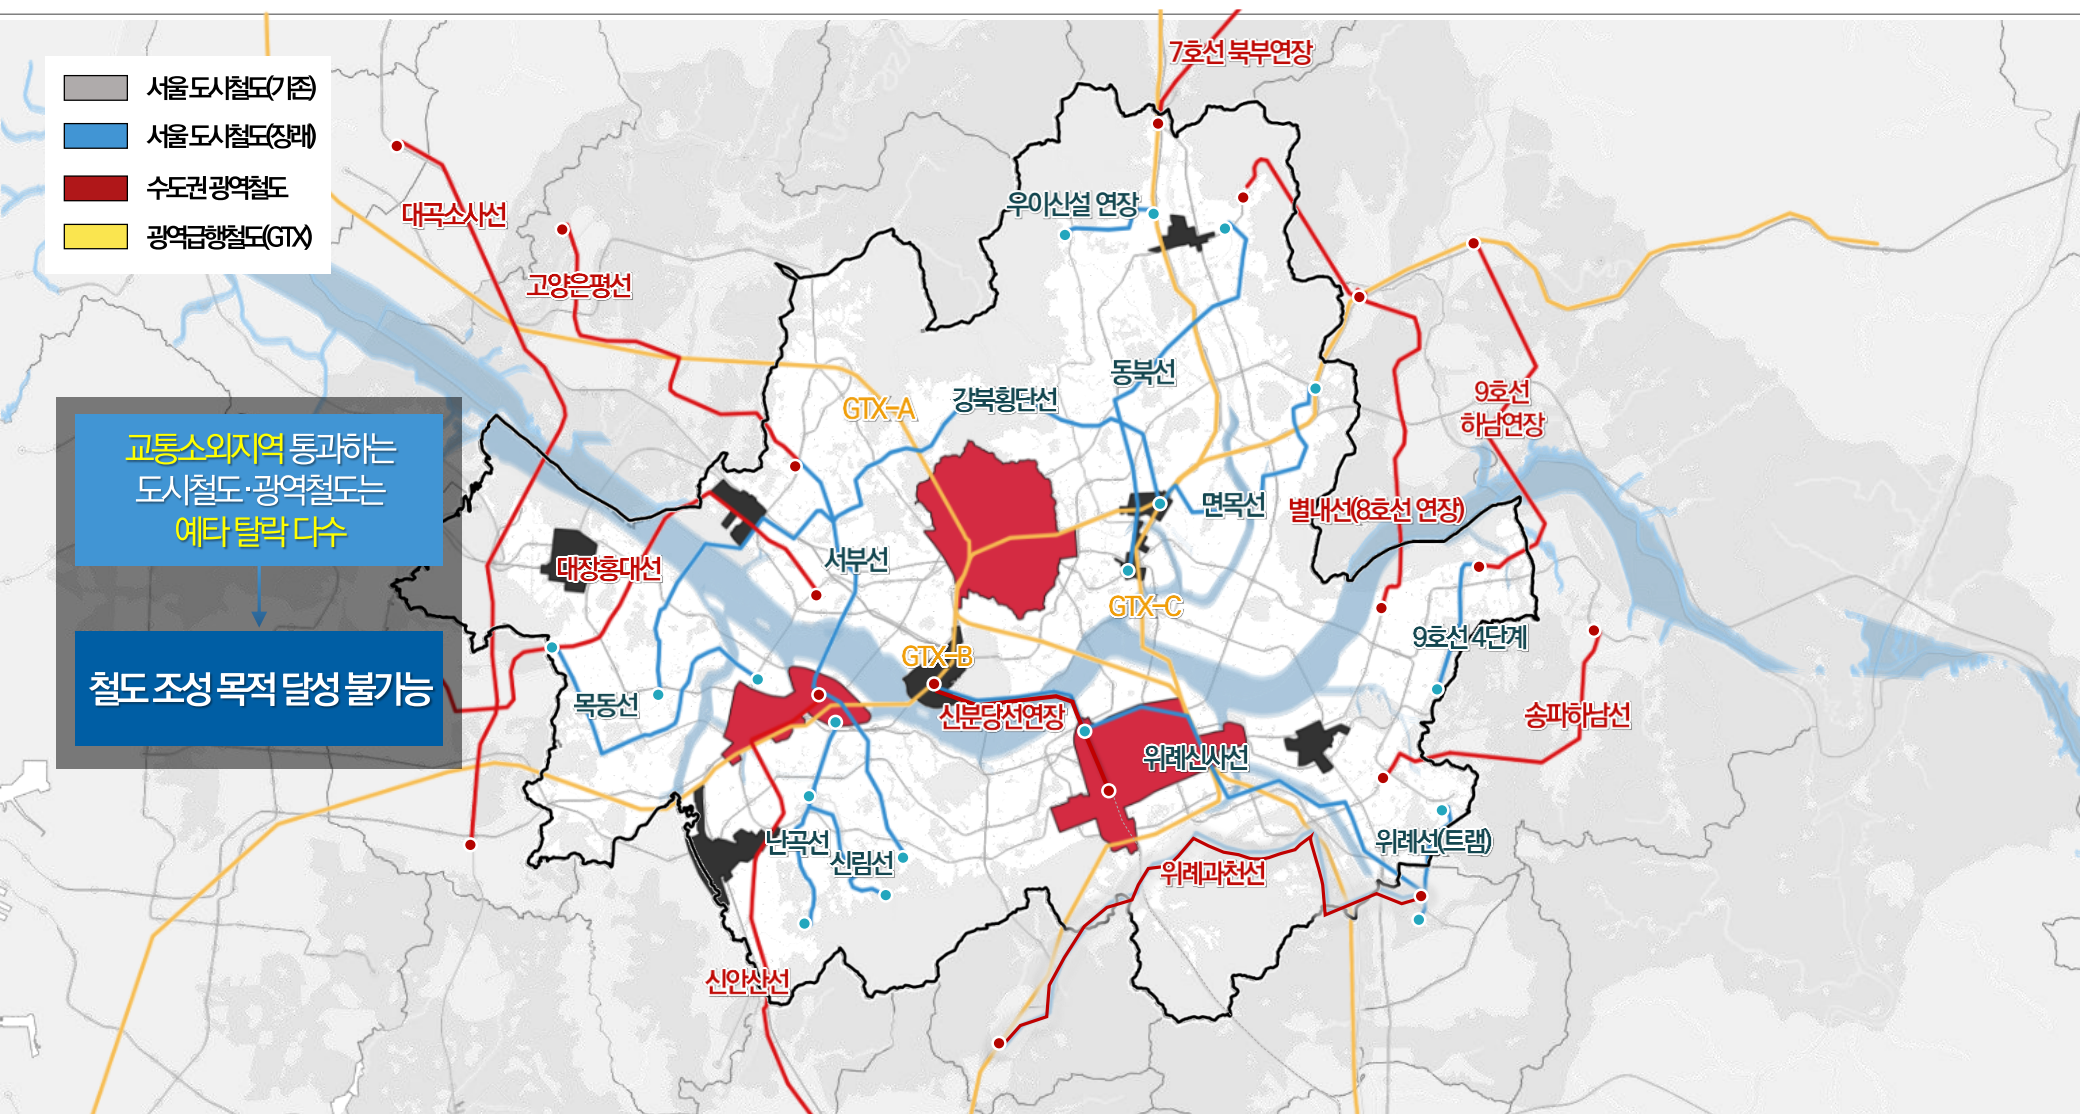 서울 도시철도(기존)
서울 도시철도(장래)
수도권 광역철도
광역급행철도(GTX)
7호선 북부연장
대곡소사선
우이신설 연장
고양은평선
동북선
강북횡단선
GTX-A
9호선
하남연장
교통소외지역 통과하는
도시철도·광역철도는
예타 탈락 다수
면목선
별내선(8호선 연장)
서부선
대장홍대선
GTX-C
9호선 4단계
GTX-B
철도 조성 목적 달성 불가능
목동선
신분당선연장
송파하남선
위례신사선
난곡선
신림선
위례선(트램)
위례과천선
신안산선